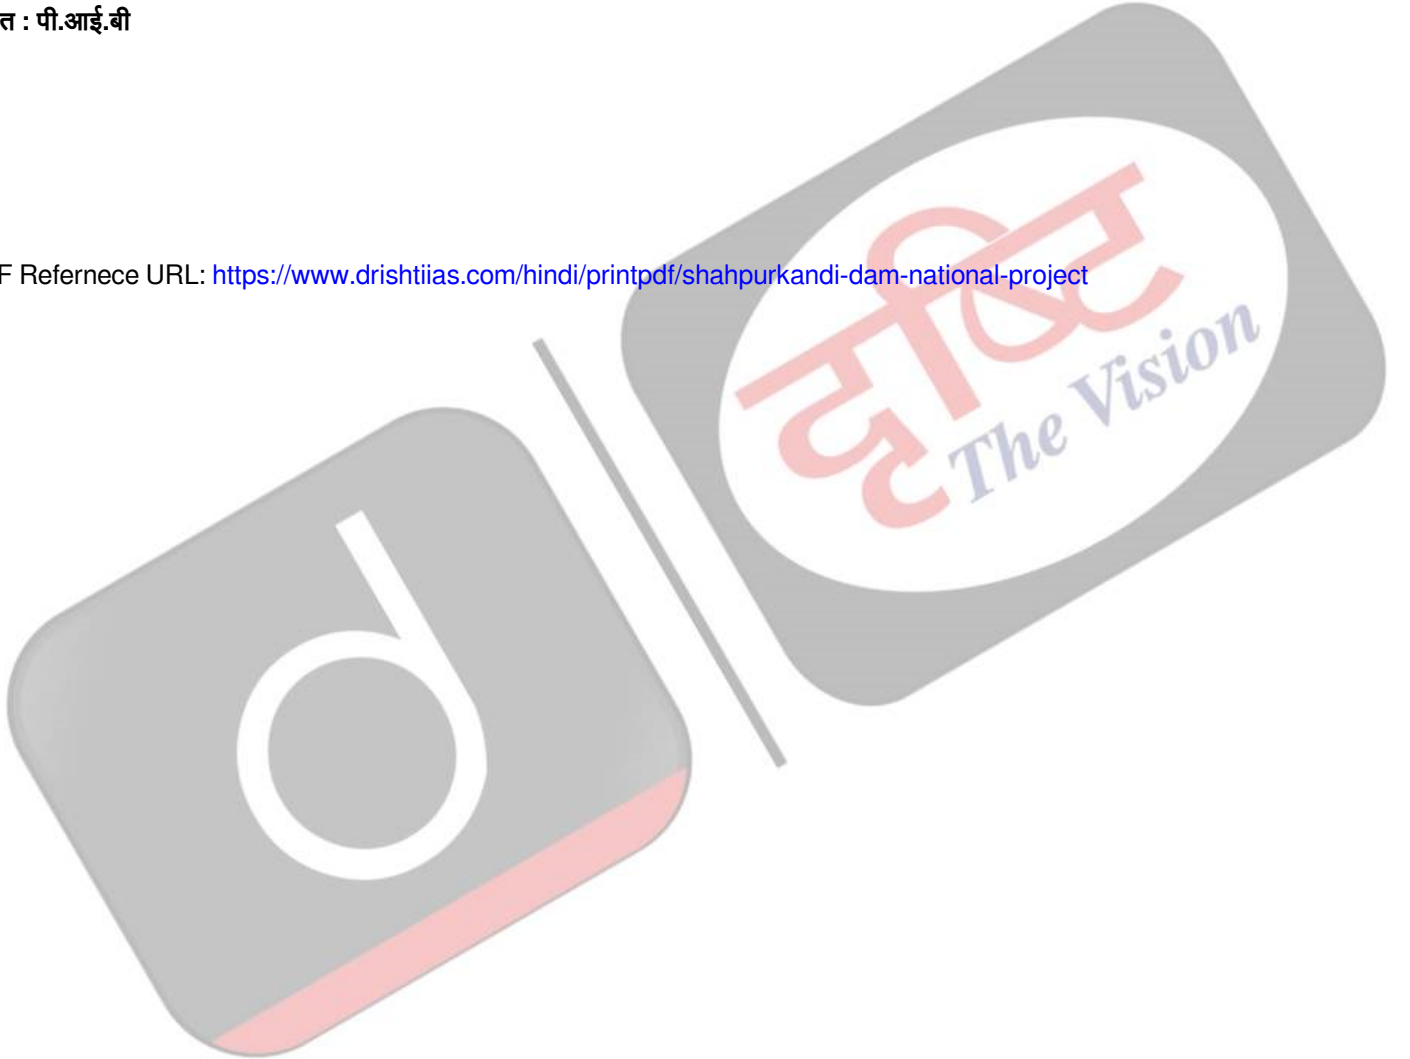 त : पी.आई.बी
F Refernece URL: https://www.drishtiias.com/hindi/printpdf/shahpurkandi-dam-national-project
दृष्टि
The Vision
d